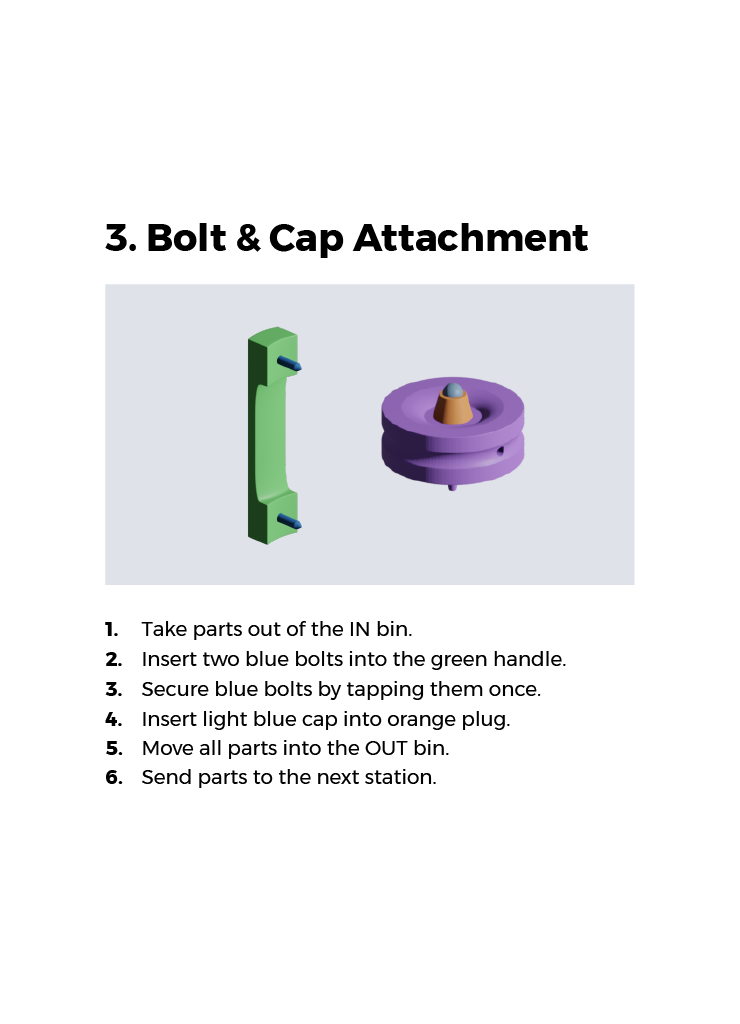 3. Bolt & Cap Attachment
1. Take parts out of the IN bin.
2. Insert two blue bolts into the green handle.
3. Secure blue bolts by tapping them once.
4. Insert light blue cap into orange plug.
5. Move all parts into the OUT bin.
6. Send parts to the next station.